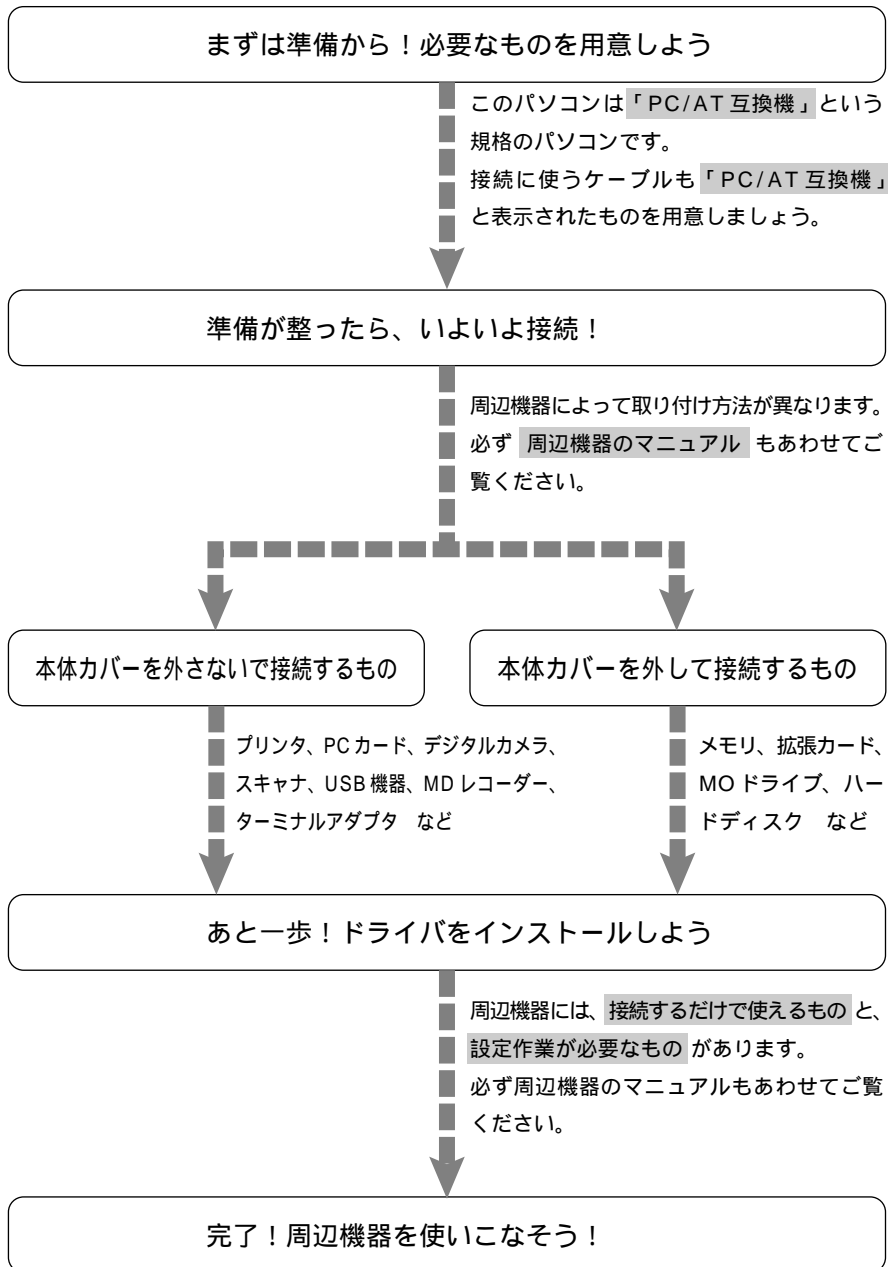 まずは準備から！必要なものを用意しよう
このパソコンは「PC/AT 互換機」という
規格のパソコンです。
接続に使うケーブルも「PC/AT 互換機」
と表示されたものを用意しましょう。
準備が整ったら、いよいよ接続！
周辺機器によって取り付け方法が異なります。
必ず 周辺機器のマニュアル もあわせてご
覧ください。
本体カバーを外さないで接続するもの
プリンタ、PC カード、デジタルカメラ、
スキャナ、USB 機器、MD レコーダー、
ターミナルアダプタ　など
本体カバーを外して接続するもの
メモリ、拡張カード、
MO ドライブ、ハー
ドディスク　など
あと一歩！ドライバをインストールしよう
周辺機器には、接続するだけで使えるものと、
設定作業が必要なもの があります。
必ず周辺機器のマニュアルもあわせてご覧
ください。
完了！周辺機器を使いこなそう！